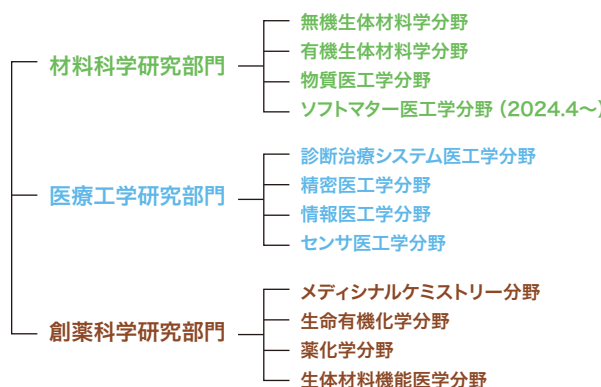 材料科学研究部門
無機生体材料学分野
有機生体材料学分野
物質医工学分野
ソフトマター医工学分野 (2024.4〜)
医療工学研究部門
診断治療システム医工学分野
精密医工学分野
情報医工学分野
センサ医工学分野
創薬科学研究部門
メディシナルケミストリー分野
生命有機化学分野
薬化学分野
生体材料機能医学分野